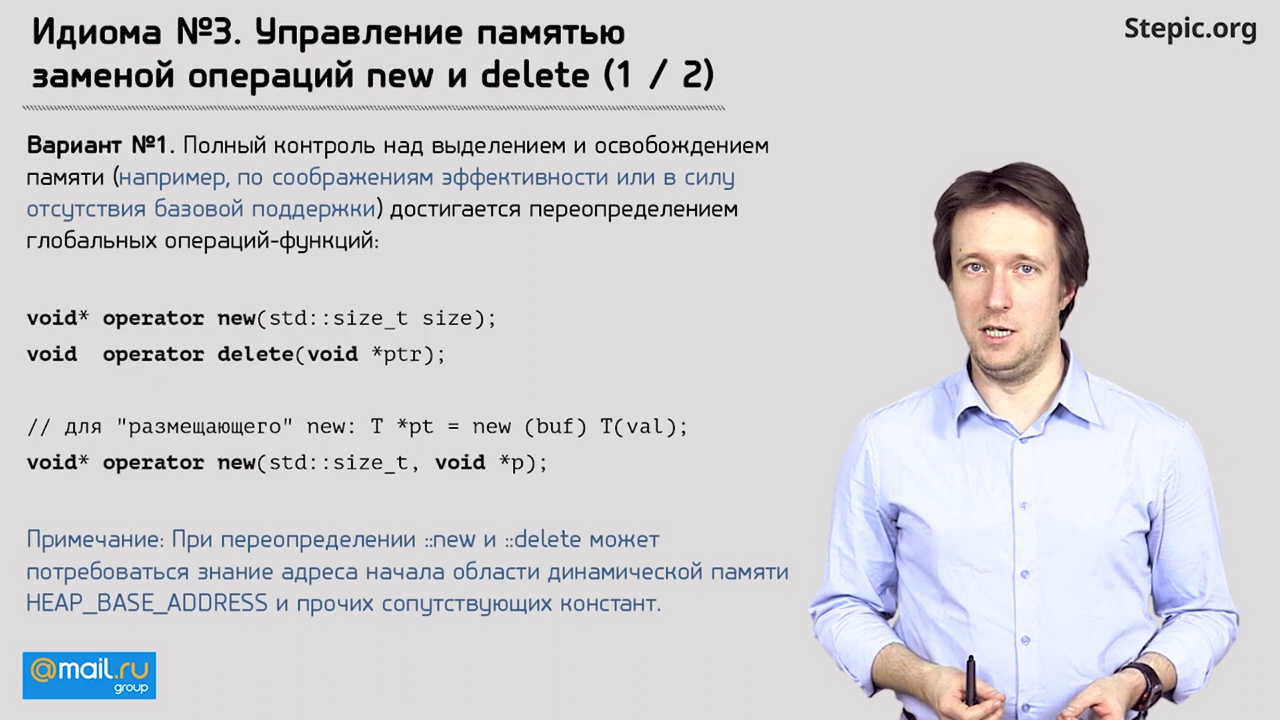 Идиома №3. Управление памятью
заменой операций new и delete (1 / 2)
Stepic.org
Вариант №1. Полный контроль над выделением и освобождением
памяти (например, по соображениям эффективности или в силу
отсутствия базовой поддержки) достигается переопределением
глобальных операций-функций:
void* operator new(std::size_t size);
void operator delete(void *ptr);
// для "размещающего" new: T *pt = new (buf) T(val);
void* operator new(std::size_t, void *p);
Примечание: При переопределении ::new и ::delete может
потребоваться знание адреса начала области динамической памяти
HEAP_BASE_ADDRESS и прочих сопутствующих констант.
@mail.ru
group